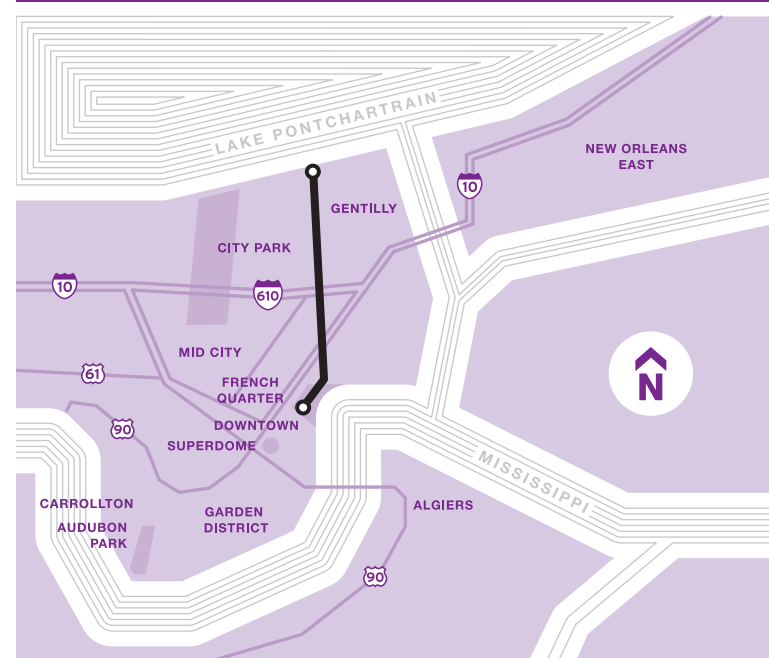 LAKE PONTCHARTRAIN
NEW ORLEANS
EAST
10
GENTILLY
CITY PARK
10
610
MID CITY
61
FRENCH
QUARTER
90
DOWNTOWN
SUPERDOME
N
MISSISSIPPI
CARROLLTON
AUDUBON
PARK
GARDEN
DISTRICT
ALGIERS
90